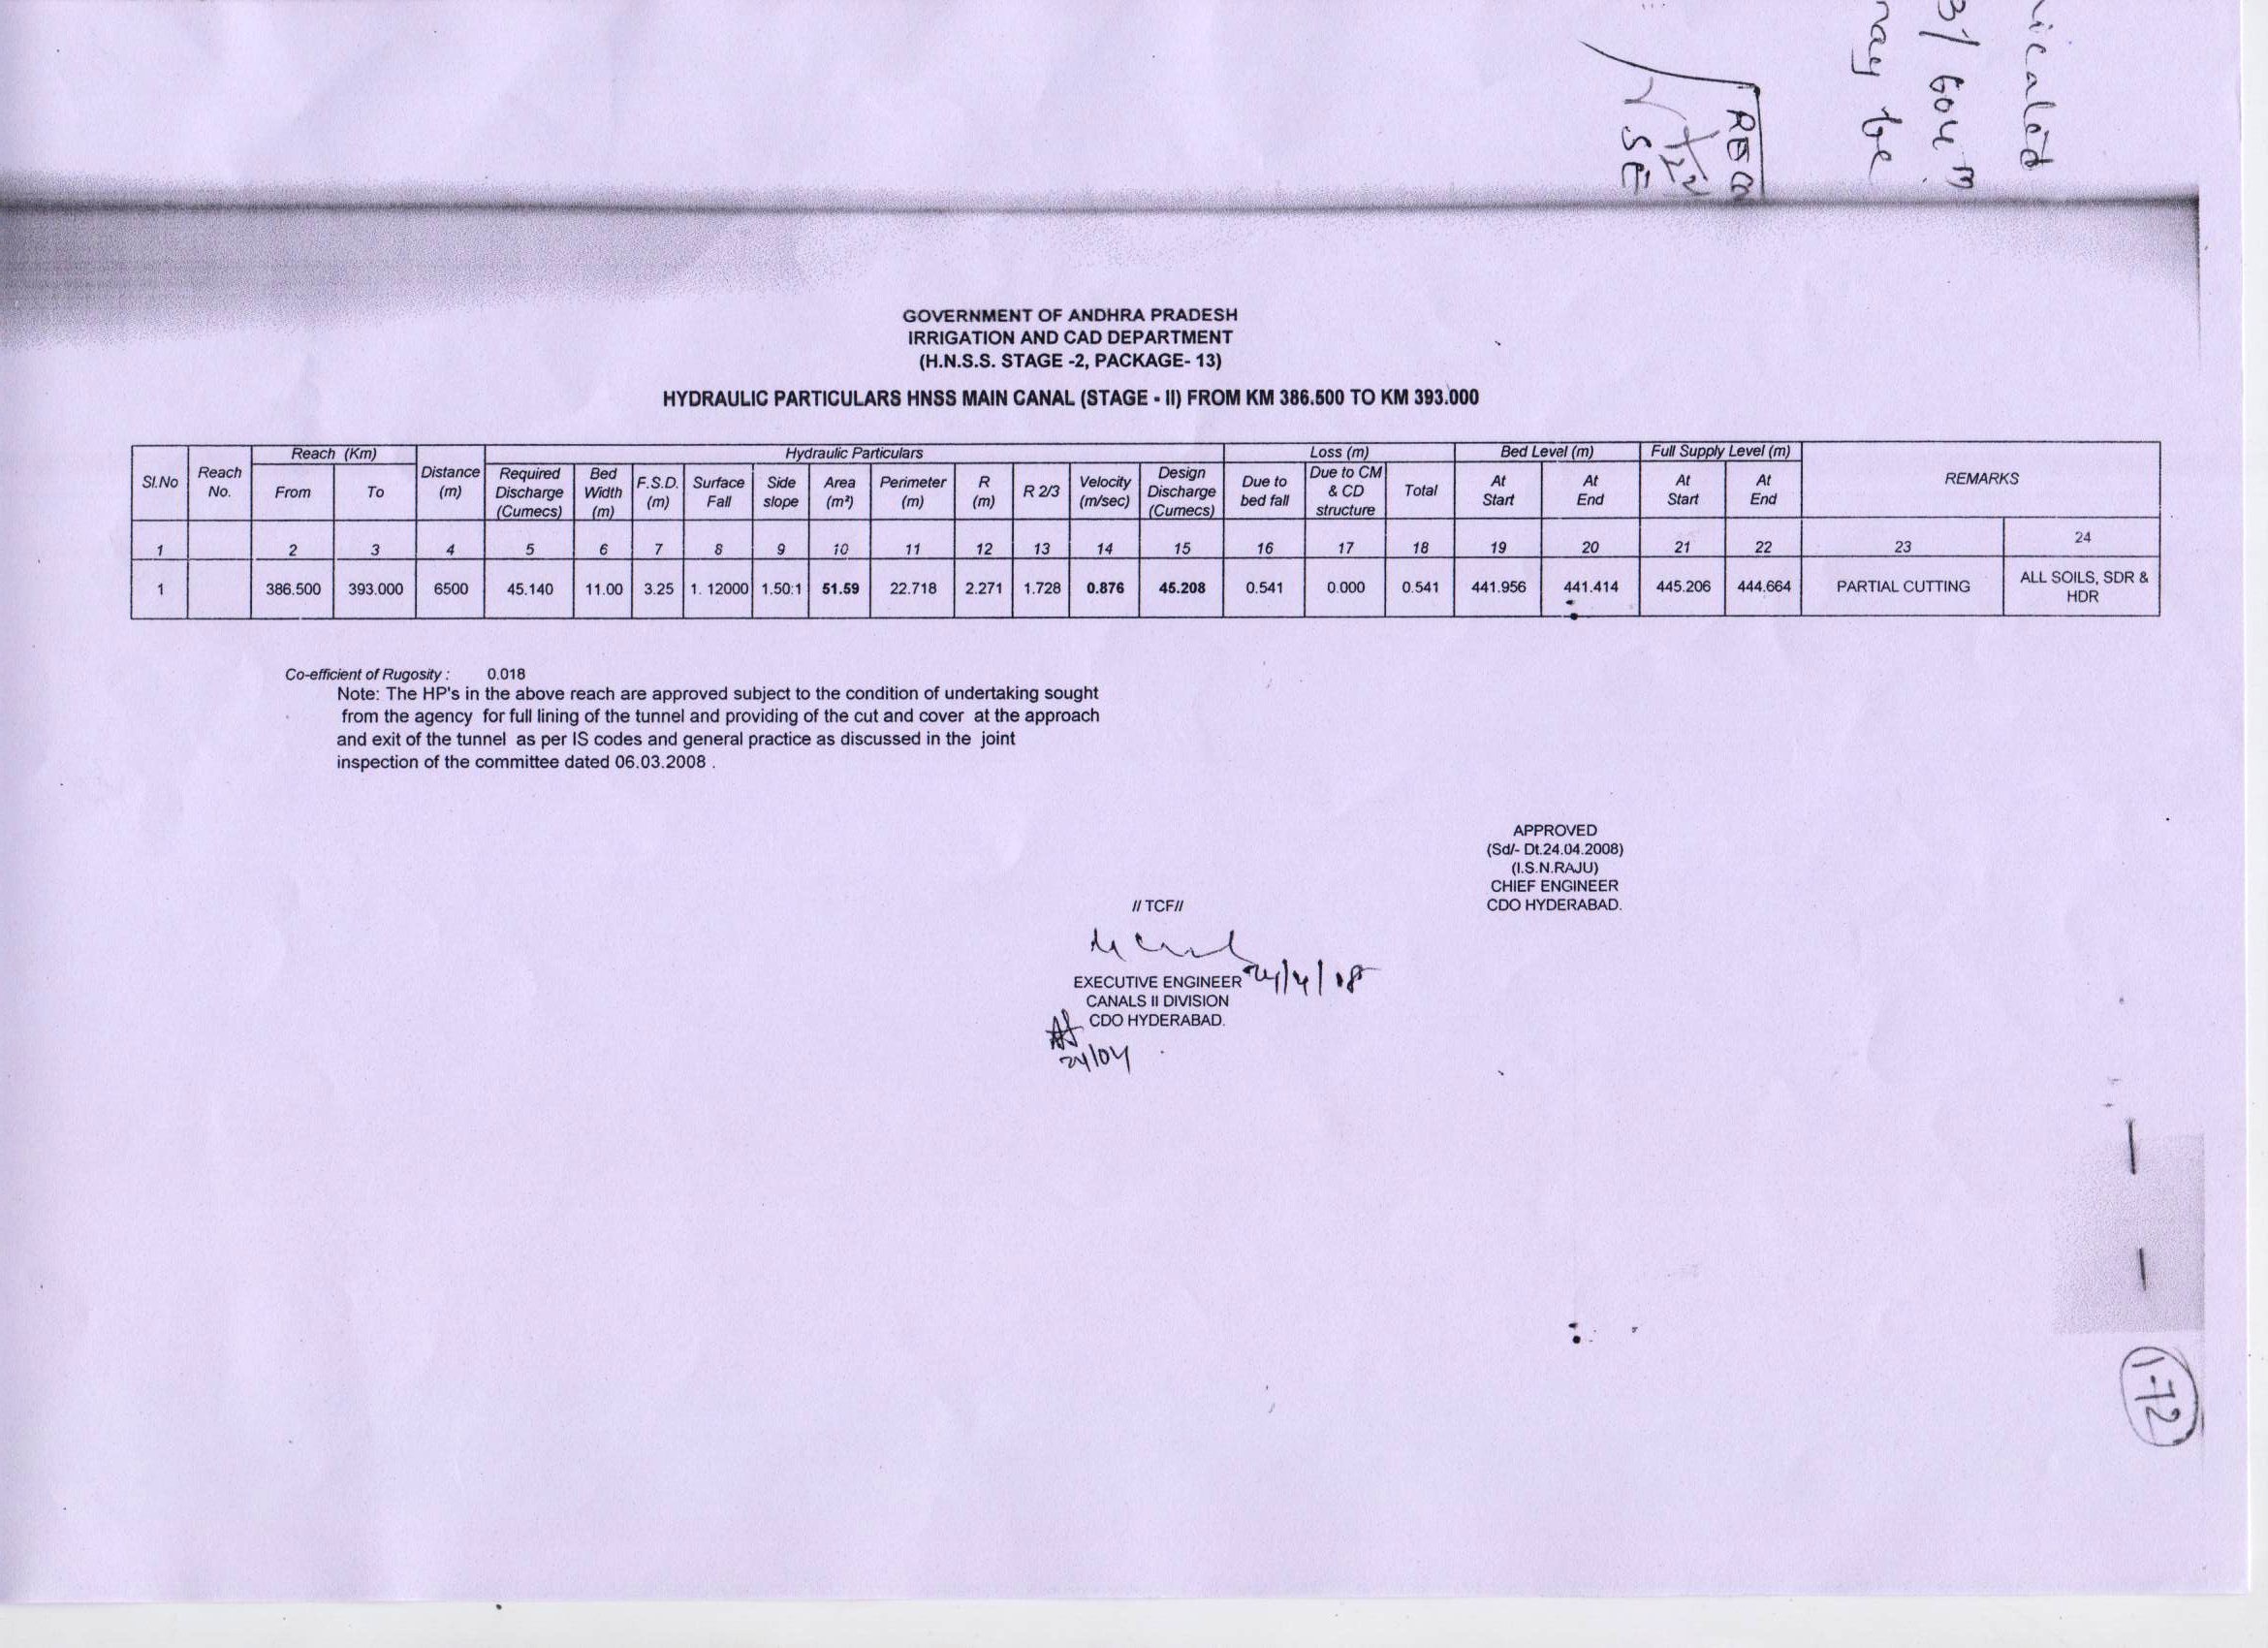 icated
31 604 m
may be
SE
GOVERNMENT OF ANDHRA PRADESH
IRRIGATION AND CAD DEPARTMENT
(H.N.S.S. STAGE -2, PACKAGE- 13)
HYDRAULIC PARTICULARS HNSS MAIN CANAL (STAGE - II) FROM KM 386.500 TO KM 393.000
Sl.No Reach No. Reach (Km) From To Distance (m) Hydraulic Particulars Required Discharge (Cumecs) Bed Width (m) F.S.D. (m) Surface Fall Side slope Area (m²) Perimeter (m) R (m) R 2/3 Velocity (m/sec) Design Discharge (Cumecs) Loss (m) Due to bed fall Due to CM & CD structure Total Bed Level (m) At Start At End Full Supply Level (m) At Start At End REMARKS
1 2 3 4 5 6 7 8 9 10 11 12 13 14 15 16 17 18 19 20 21 22 23 24
1 386.500 393.000 6500 45.140 11.00 3.25 1. 12000 1.50:1 51.59 22.718 2.271 1.728 0.876 45.208 0.541 0.000 0.541 441.956 441.414 445.206 444.664 PARTIAL CUTTING ALL SOILS, SDR & HDR
Co-efficient of Rugosity : 0.018
Note: The HP's in the above reach are approved subject to the condition of undertaking sought
from the agency for full lining of the tunnel and providing of the cut and cover at the approach
and exit of the tunnel as per IS codes and general practice as discussed in the joint
inspection of the committee dated 06.03.2008 .
APPROVED
(Sd/- Dt.24.04.2008)
(I.S.N.RAJU)
CHIEF ENGINEER
CDO HYDERABAD.
// TCF//
EXECUTIVE ENGINEER 24/4/08
CANALS II DIVISION
CDO HYDERABAD.
24/04
1-72